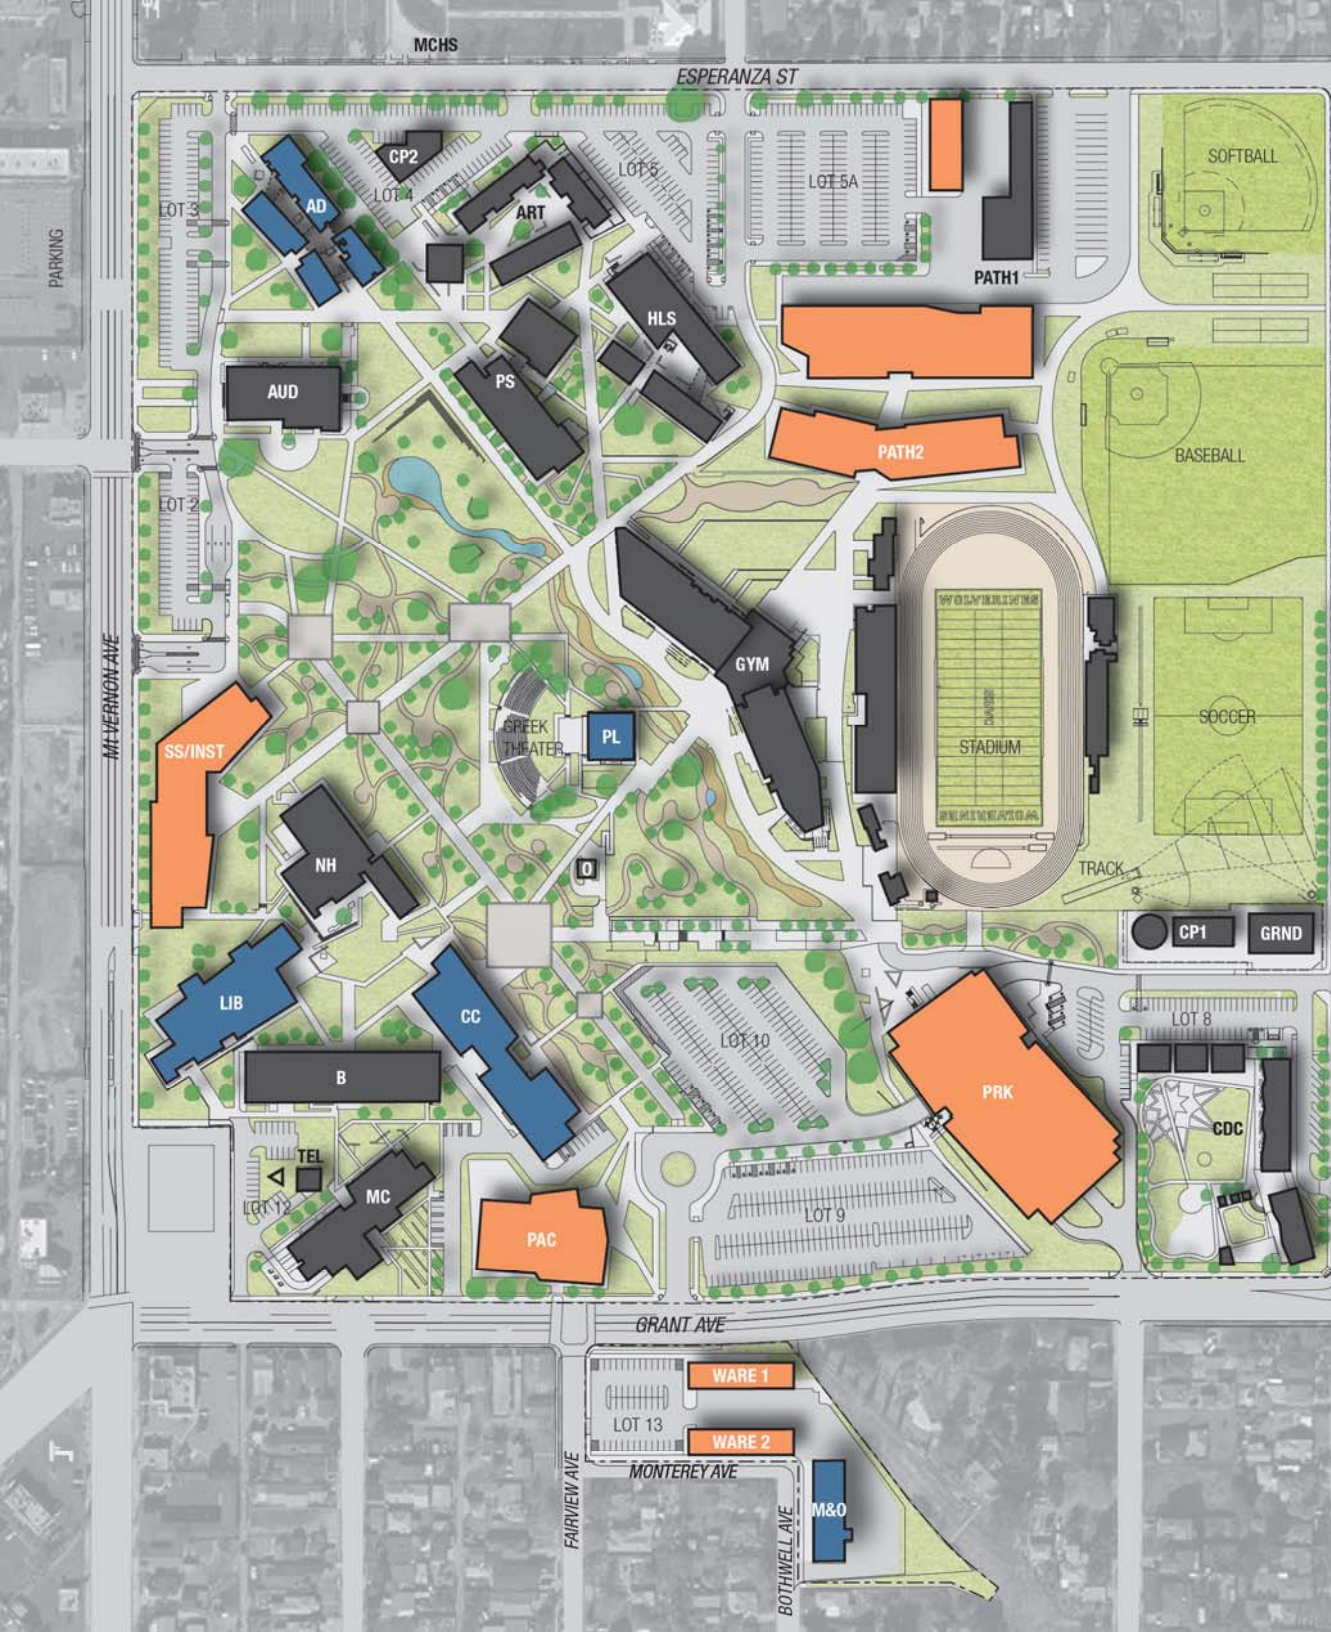 MCHS
ESPERANZA ST
CP2
LOT 5
SOFTBALL
LOT 5A
LOT 4
AD
LOT 3
ART
PARKING
PATH1
HLS
PS
AUD
PATH2
BASEBALL
LOT 2
WOLVERINES
MT VERNON AVE
GYM
SOCCER
GREEK
THEATER
PL
STADIUM
SS/INST
WOLVERINES
NH
O
TRACK
CP1
GRND
LIB
CC
LOT 8
LOT 10
B
PRK
CDC
TEL
MC
LOT 12
LOT 9
PAC
GRANT AVE
WARE 1
LOT 13
WARE 2
MONTEREY AVE
FAIRVIEW AVE
M&O
BOTHWELL AVE